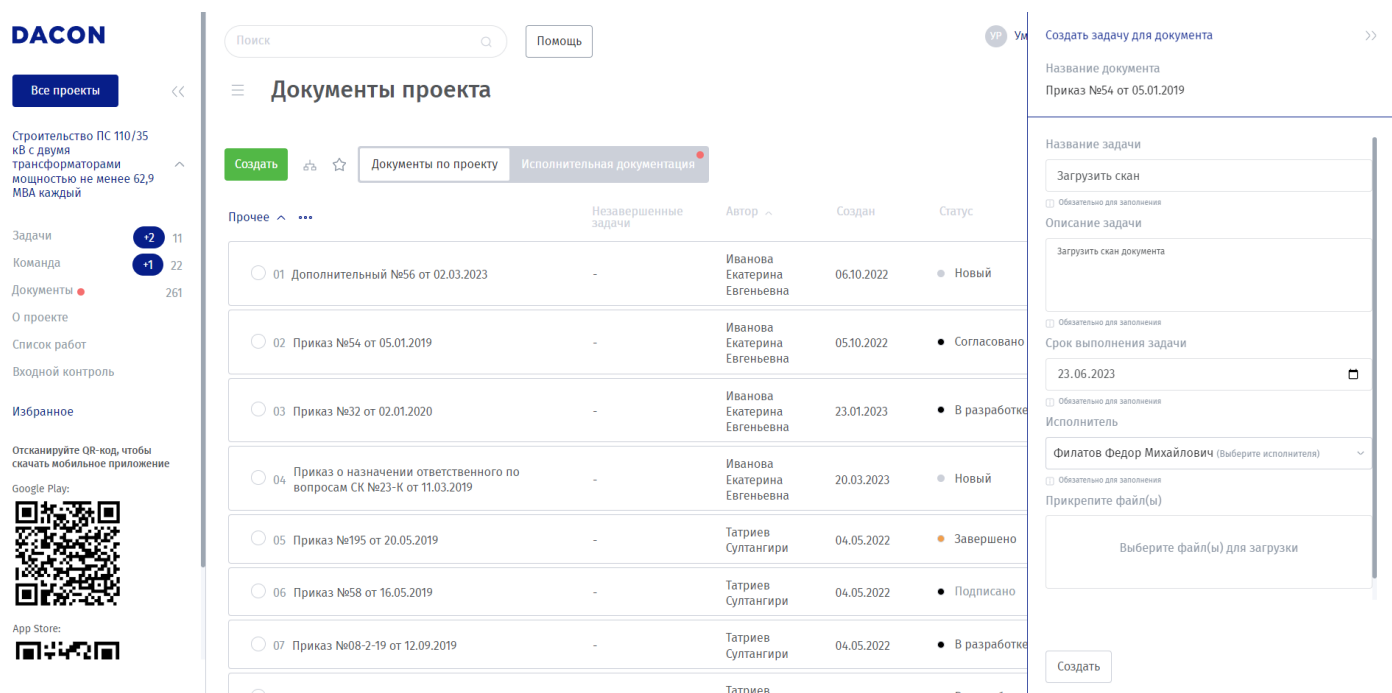 DACON
Все проекты
Строительство ПС 110/35
кВ с двумя
трансформаторами
мощностью не менее 62,9
МВА каждый
Задачи +2 11
Команда +1 22
Документы 261
О проекте
Список работ
Входной контроль
Избранное
Отсканируйте QR-код, чтобы
скачать мобильное приложение
Google Play:
App Store:
Поиск
Помощь
УР Ум
Документы проекта
Создать
Документы по проекту
Исполнительная документация
Прочее
Незавершенные
задачи
Автор
Создан
Статус
01 Дополнительный №56 от 02.03.2023 -
Иванова
Екатерина
Евгеньевна
06.10.2022
Новый
02 Приказ №54 от 05.01.2019 -
Иванова
Екатерина
Евгеньевна
05.10.2022
Согласовано
03 Приказ №32 от 02.01.2020 -
Иванова
Екатерина
Евгеньевна
23.01.2023
В разработке
04 Приказ о назначении ответственного по
вопросам СК №23-К от 11.03.2019 -
Иванова
Екатерина
Евгеньевна
20.03.2023
Новый
05 Приказ №195 от 20.05.2019 -
Татриев
Султангири
04.05.2022
Завершено
06 Приказ №58 от 16.05.2019 -
Татриев
Султангири
04.05.2022
Подписано
07 Приказ №08-2-19 от 12.09.2019 -
Татриев
Султангири
04.05.2022
В разработке
Татриев
Создать задачу для документа
Название документа
Приказ №54 от 05.01.2019
Название задачи
Загрузить скан
Обязательно для заполнения
Описание задачи
Загрузить скан документа
Обязательно для заполнения
Срок выполнения задачи
23.06.2023
Обязательно для заполнения
Исполнитель
Филатов Федор Михайлович (Выберите исполнителя)
Обязательно для заполнения
Прикрепите файл(ы)
Выберите файл(ы) для загрузки
Создать